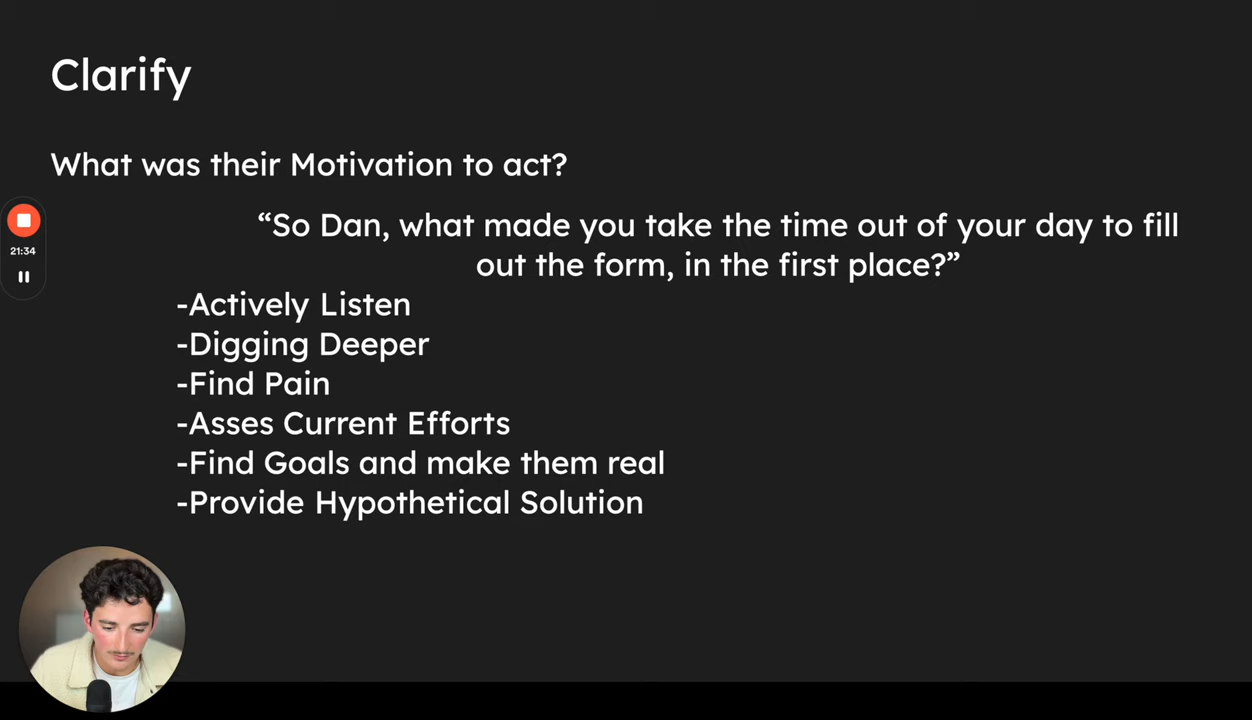 Clarify
What was their Motivation to act?
“So Dan, what made you take the time out of your day to fill
out the form, in the first place?”
-Actively Listen
-Digging Deeper
-Find Pain
-Asses Current Efforts
-Find Goals and make them real
-Provide Hypothetical Solution
21:34